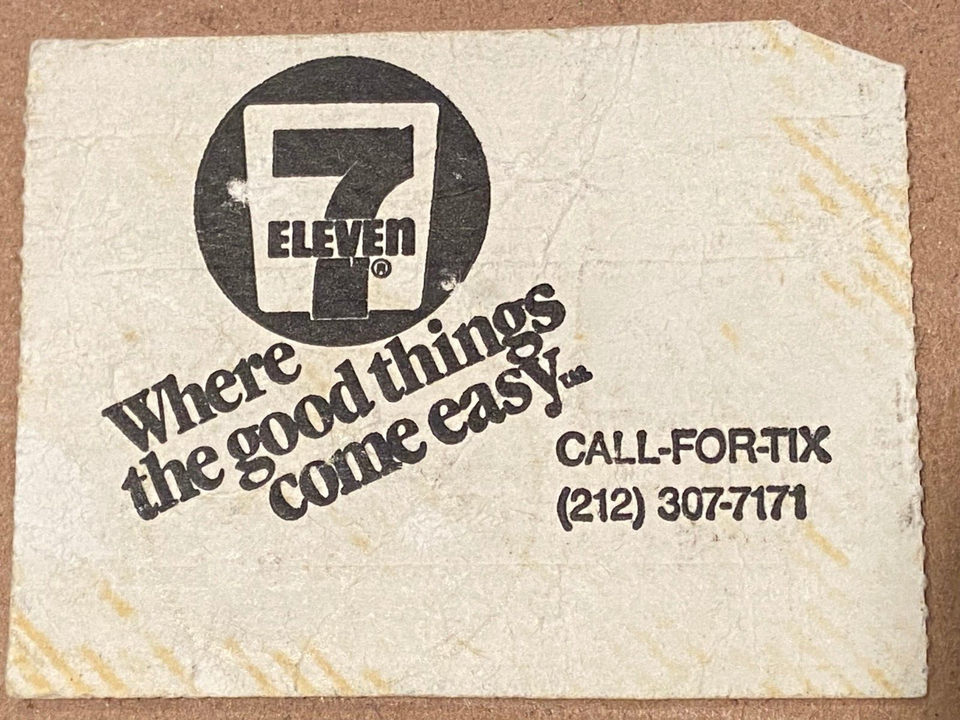 7
ELEVEn
®
Where
the good things
come easy
CALL-FOR-TIX
(212) 307-7171